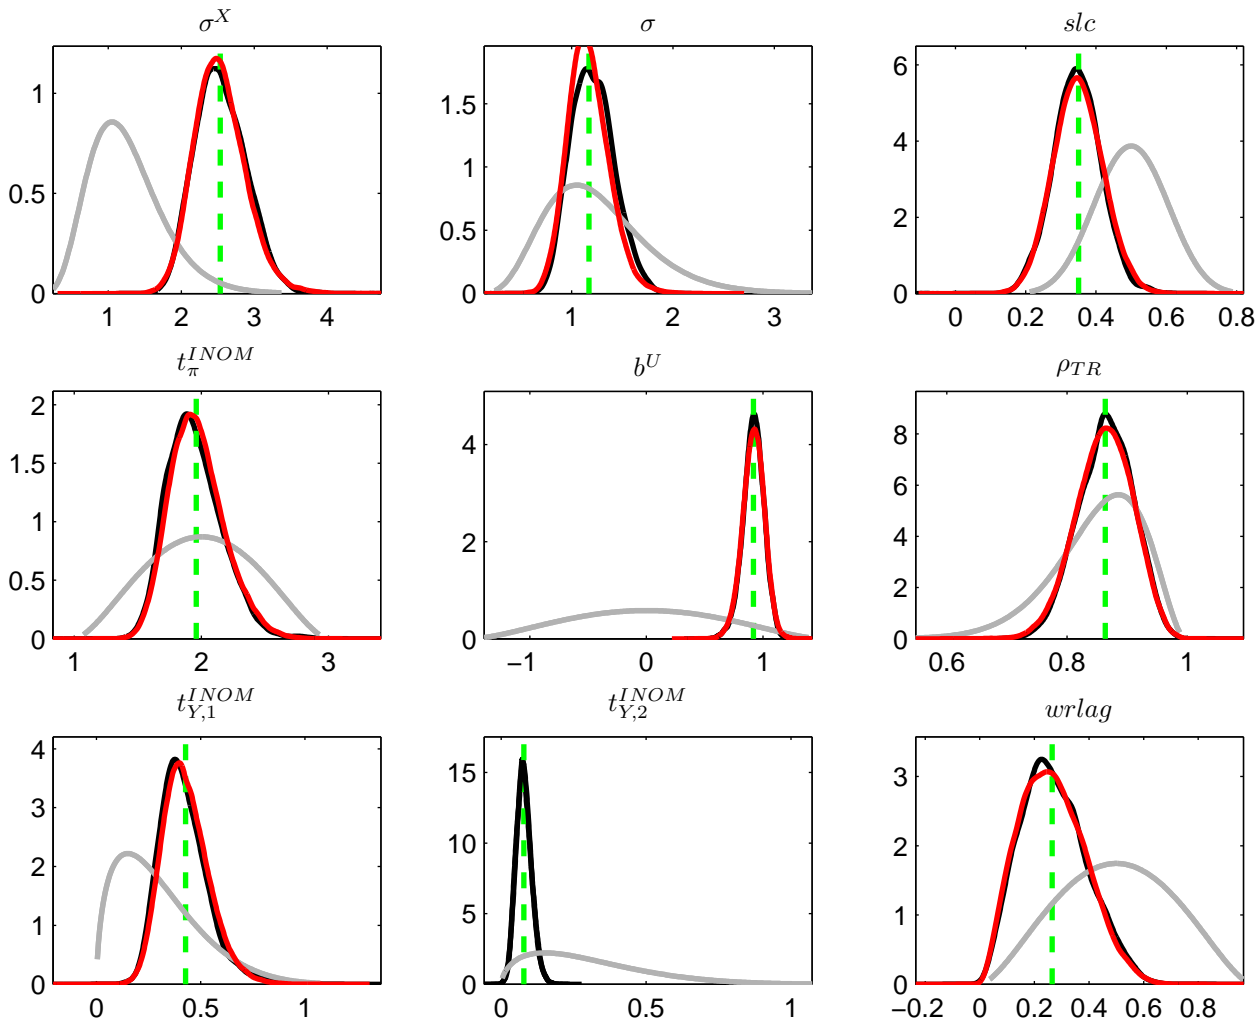 σ^X σ slc
1 0.5 0 1 2 3 4
1.5 1 0.5 0 1 2 3
6 4 2 0 0 0.2 0.4 0.6 0.8
t_π^{INOM} b^U ρ_{TR}
2 1.5 1 0.5 0 1 2 3
4 2 0 −1 0 1
8 6 4 2 0 0.6 0.8 1
t_{Y,1}^{INOM} t_{Y,2}^{INOM} wrlag
4 3 2 1 0 0 0.5 1
15 10 5 0 0 0.5 1
3 2 1 0 −0.2 0 0.2 0.4 0.6 0.8